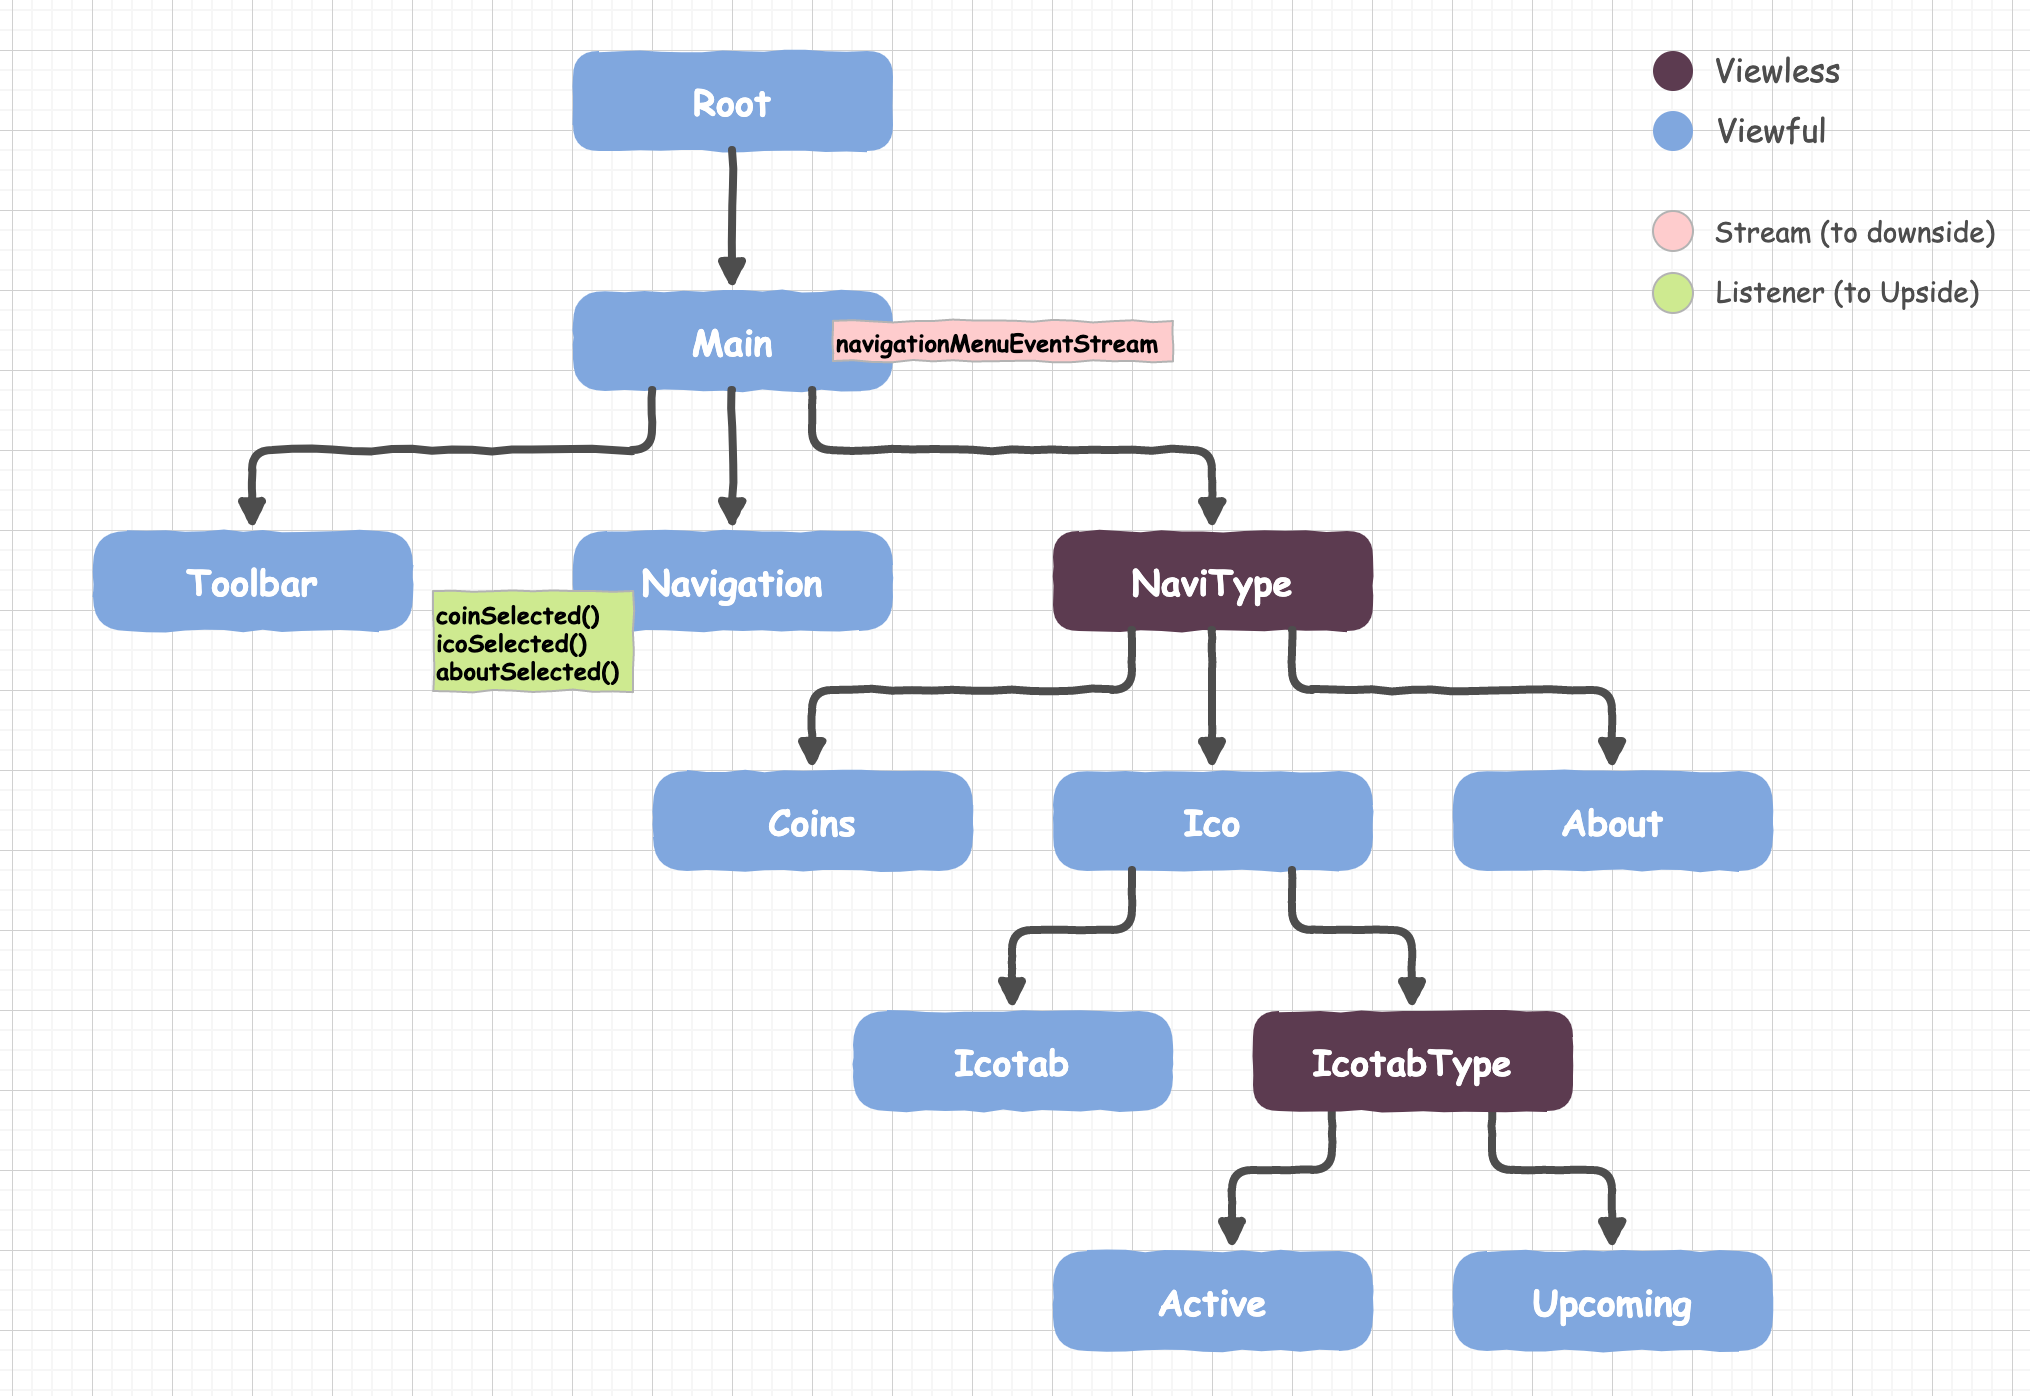 Root
Viewless
Viewful
Stream (to downside)
Listener (to Upside)
Main
navigationMenuEventStream
Toolbar
Navigation
NaviType
coinSelected()
icoSelected()
aboutSelected()
Coins
Ico
About
Icotab
IcotabType
Active
Upcoming